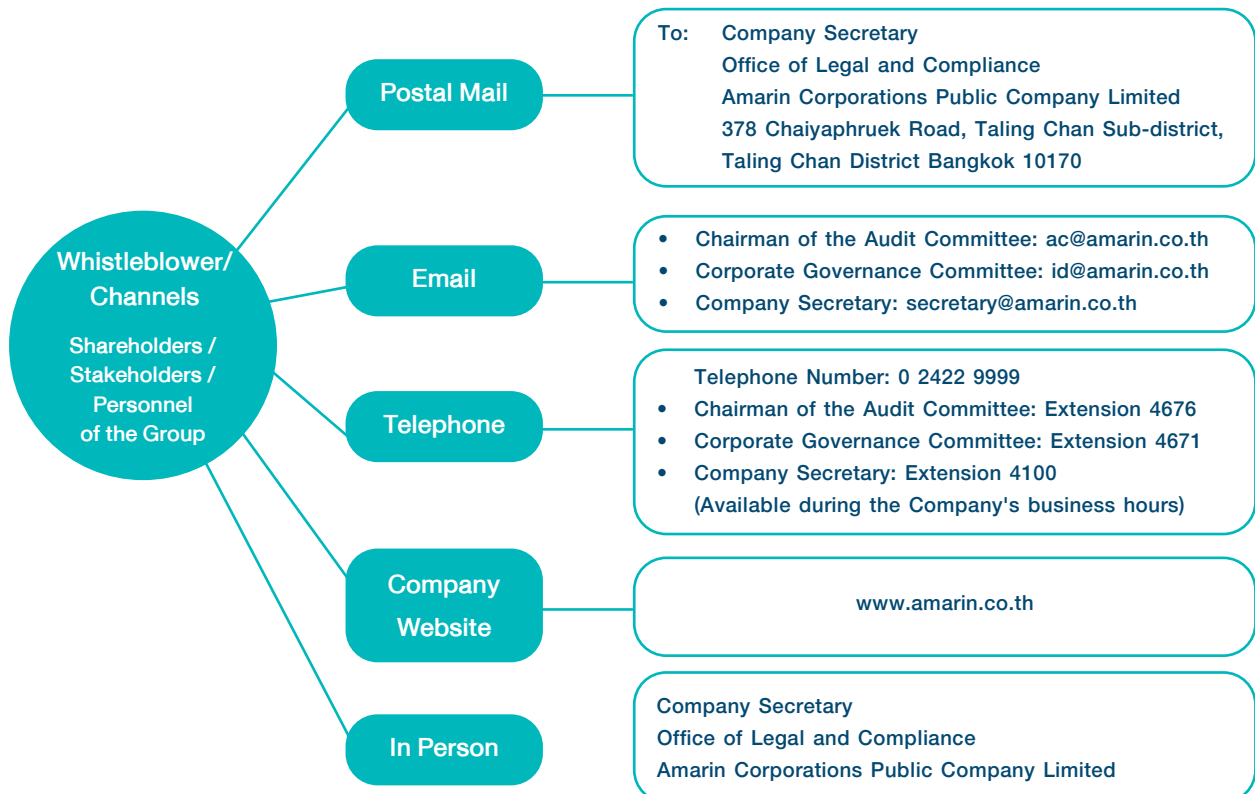 Whistleblower/
Channels
Shareholders /
Stakeholders /
Personnel
of the Group
Postal Mail
To: Company Secretary
Office of Legal and Compliance
Amarin Corporations Public Company Limited
378 Chaiyaphruek Road, Taling Chan Sub-district,
Taling Chan District Bangkok 10170
Email
• Chairman of the Audit Committee: ac@amarin.co.th
• Corporate Governance Committee: id@amarin.co.th
• Company Secretary: secretary@amarin.co.th
Telephone
Telephone Number: 0 2422 9999
• Chairman of the Audit Committee: Extension 4676
• Corporate Governance Committee: Extension 4671
• Company Secretary: Extension 4100
(Available during the Company's business hours)
Company
Website
www.amarin.co.th
In Person
Company Secretary
Office of Legal and Compliance
Amarin Corporations Public Company Limited